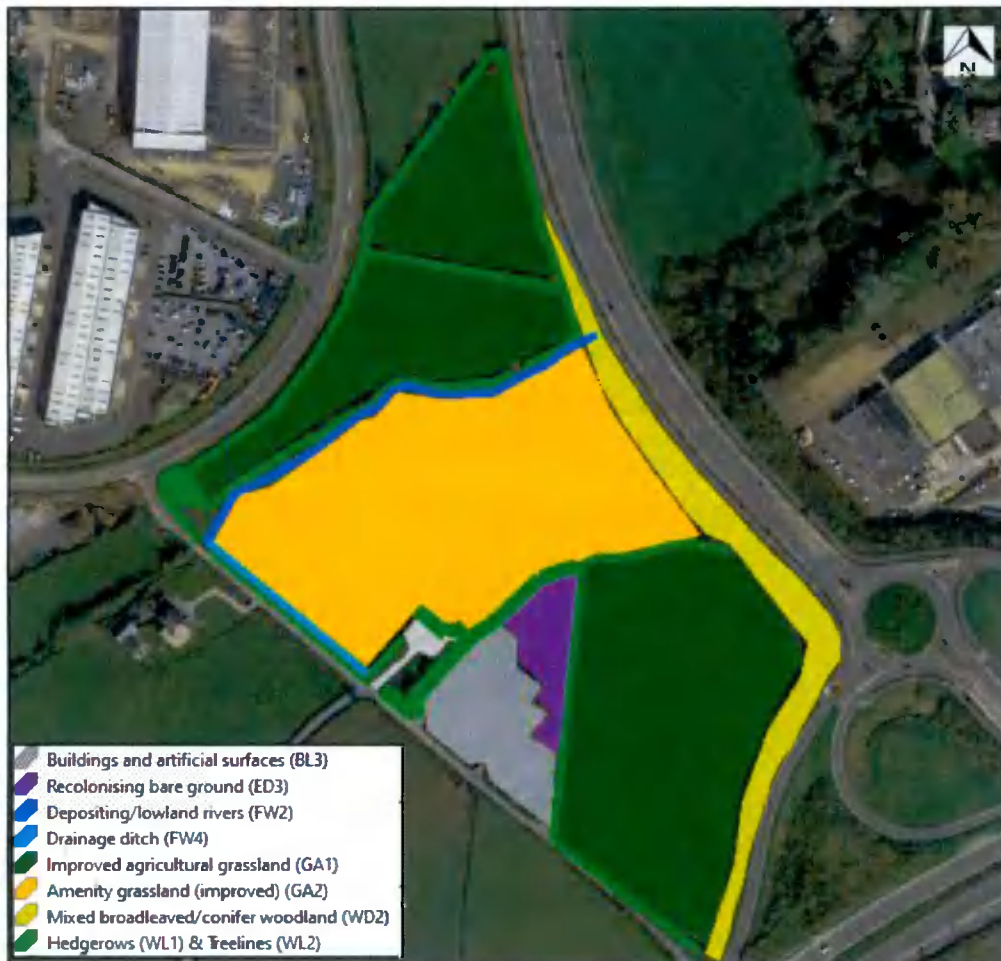 N
Buildings and artificial surfaces (BL3)
Recolonising bare ground (ED3)
Depositing/lowland rivers (FW2)
Drainage ditch (FW4)
Improved agricultural grassland (GA1)
Amenity grassland (improved) (GA2)
Mixed broadleaved/conifer woodland (WD2)
Hedgerows (WL1) & Treelines (WL2)